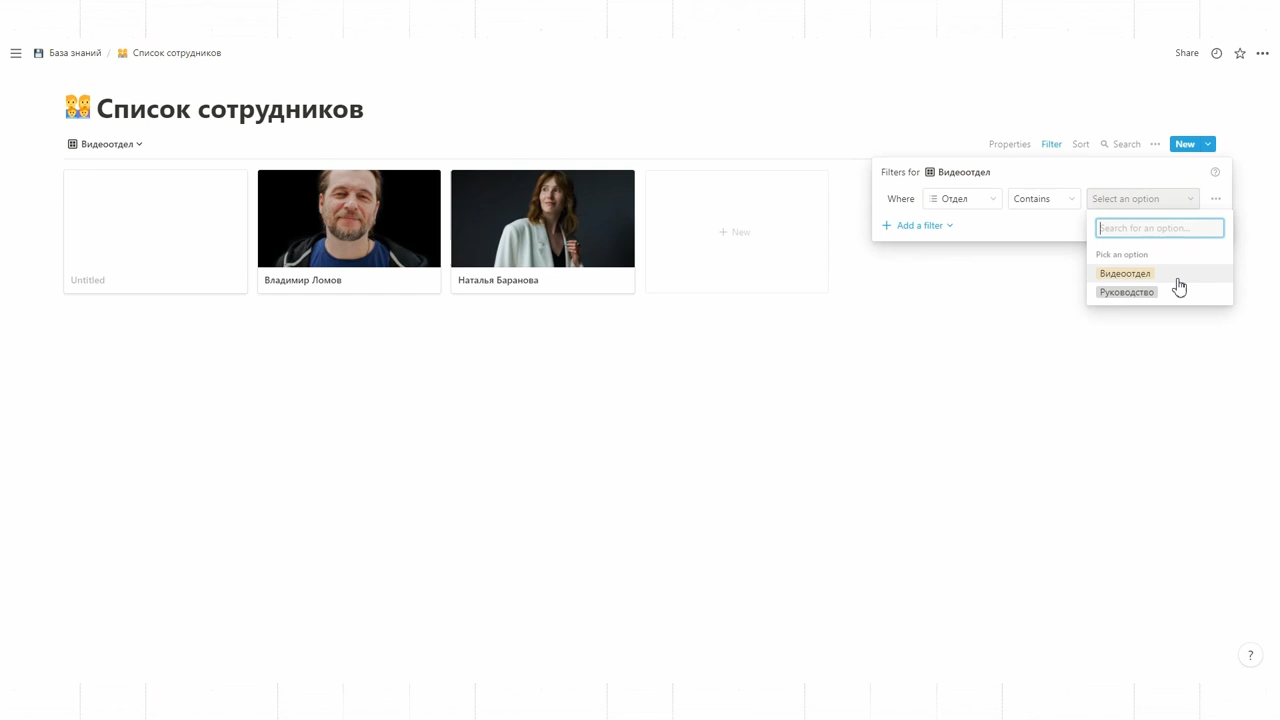 База знаний / Список сотрудников
Share
Список сотрудников
Видеоотдел
Properties Filter Sort Search New
Filters for Видеоотдел
Where Отдел Contains Select an option
Add a filter
Search for an option...
Pick an option
Видеоотдел
Руководство
Untitled
Владимир Ломов
Наталья Баранова
+ New
?